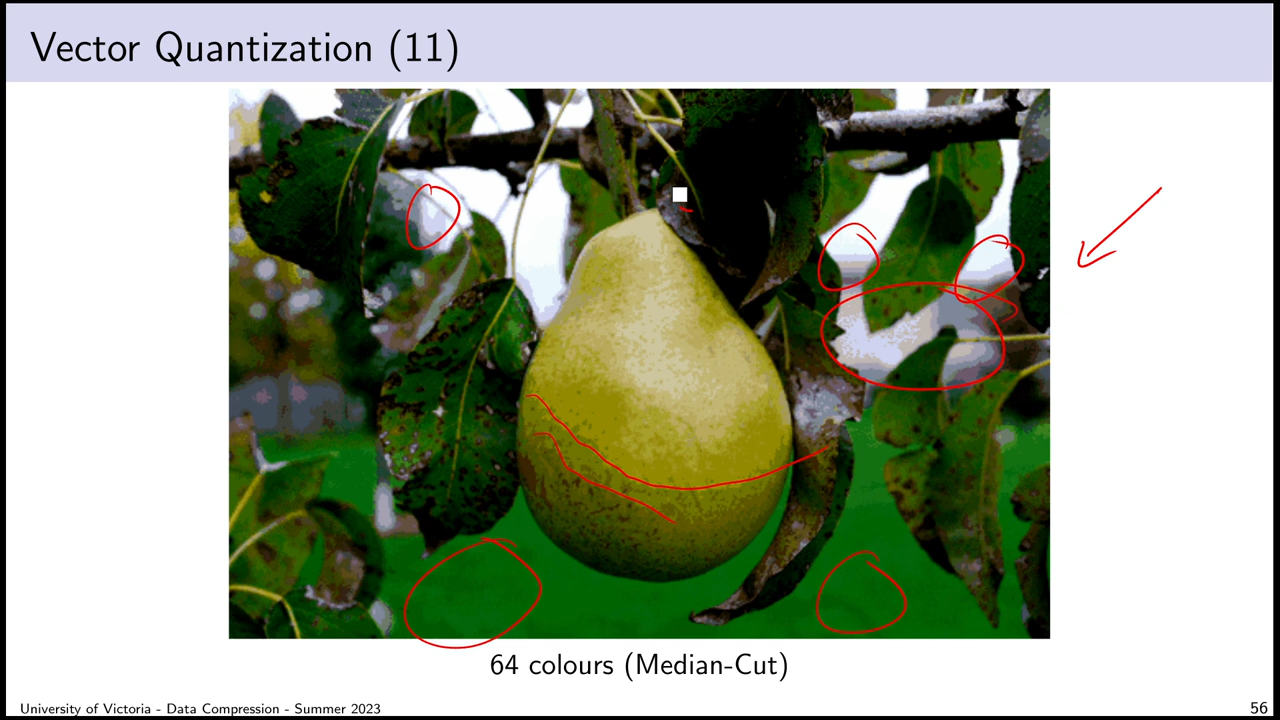 Vector Quantization (11)
64 colours (Median-Cut)
University of Victoria - Data Compression - Summer 2023
56